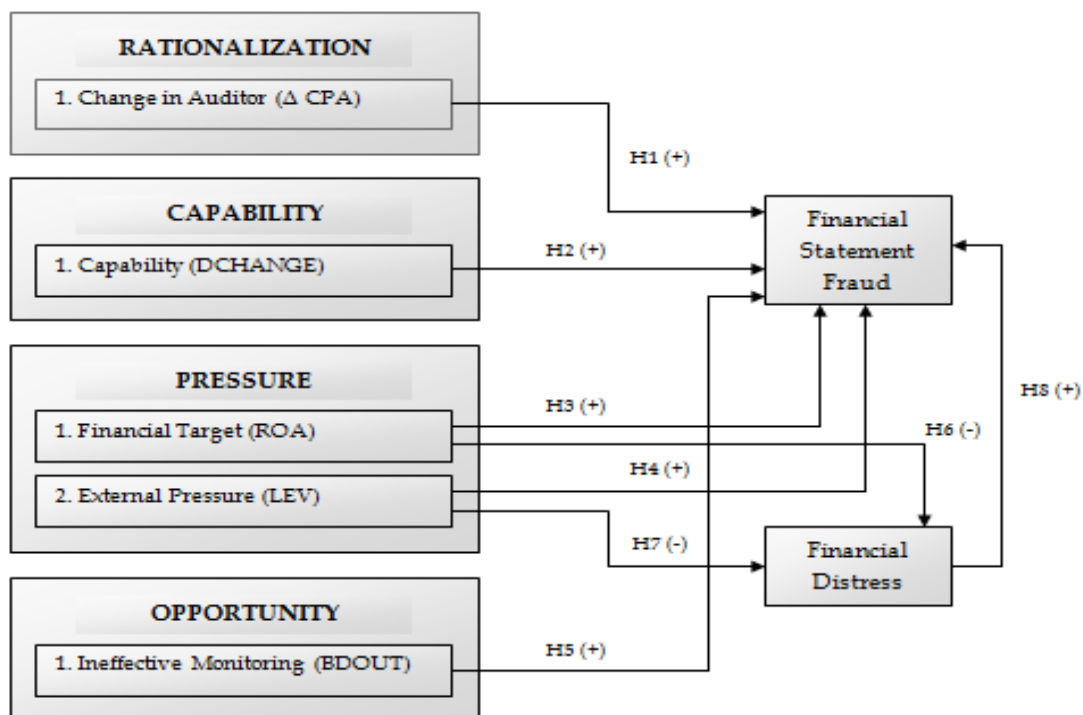 RATIONALIZATION
1. Change in Auditor (Δ CPA)
H1 (+)
CAPABILITY
1. Capability (DCHANGE)
H2 (+)
Financial
Statement
Fraud
PRESSURE
1. Financial Target (ROA)
2. External Pressure (LEV)
H3 (+)
H4 (+)
H6 (-)
H8 (+)
H7 (-)
Financial
Distress
OPPORTUNITY
1. Ineffective Monitoring (BDOUT)
H5 (+)